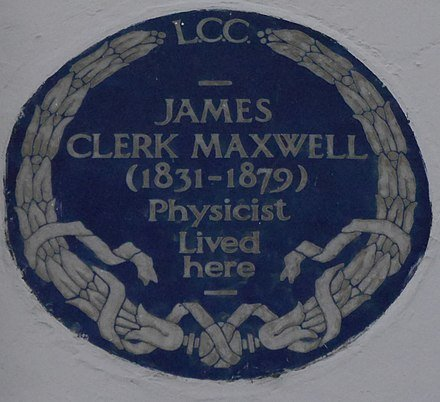 L.C.C.
JAMES
CLERK MAXWELL
(1831-1879)
Physicist
Lived
here